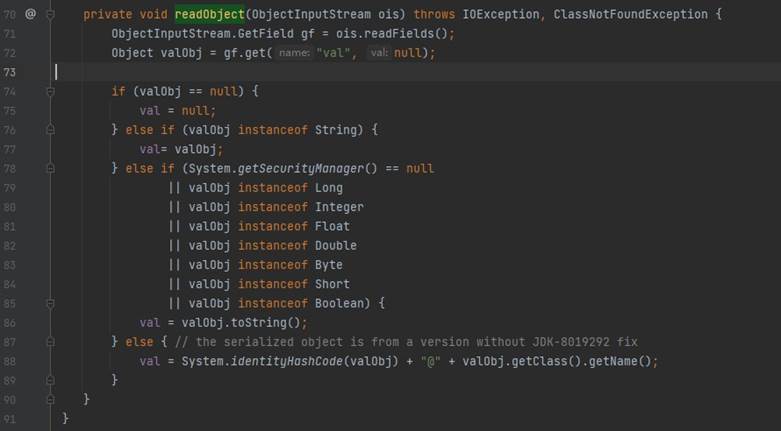 70 @ private void readObject(ObjectInputStream ois) throws IOException, ClassNotFoundException {
71 ObjectInputStream.GetField gf = ois.readFields();
72 Object valObj = gf.get( name: "val", val: null);
73
74 if (valObj == null) {
75 val = null;
76 } else if (valObj instanceof String) {
77 val= valObj;
78 } else if (System.getSecurityManager() == null
79 || valObj instanceof Long
80 || valObj instanceof Integer
81 || valObj instanceof Float
82 || valObj instanceof Double
83 || valObj instanceof Byte
84 || valObj instanceof Short
85 || valObj instanceof Boolean) {
86 val = valObj.toString();
87 } else { // the serialized object is from a version without JDK-8019292 fix
88 val = System.identityHashCode(valObj) + "@" + valObj.getClass().getName();
89 }
90 }
91 }